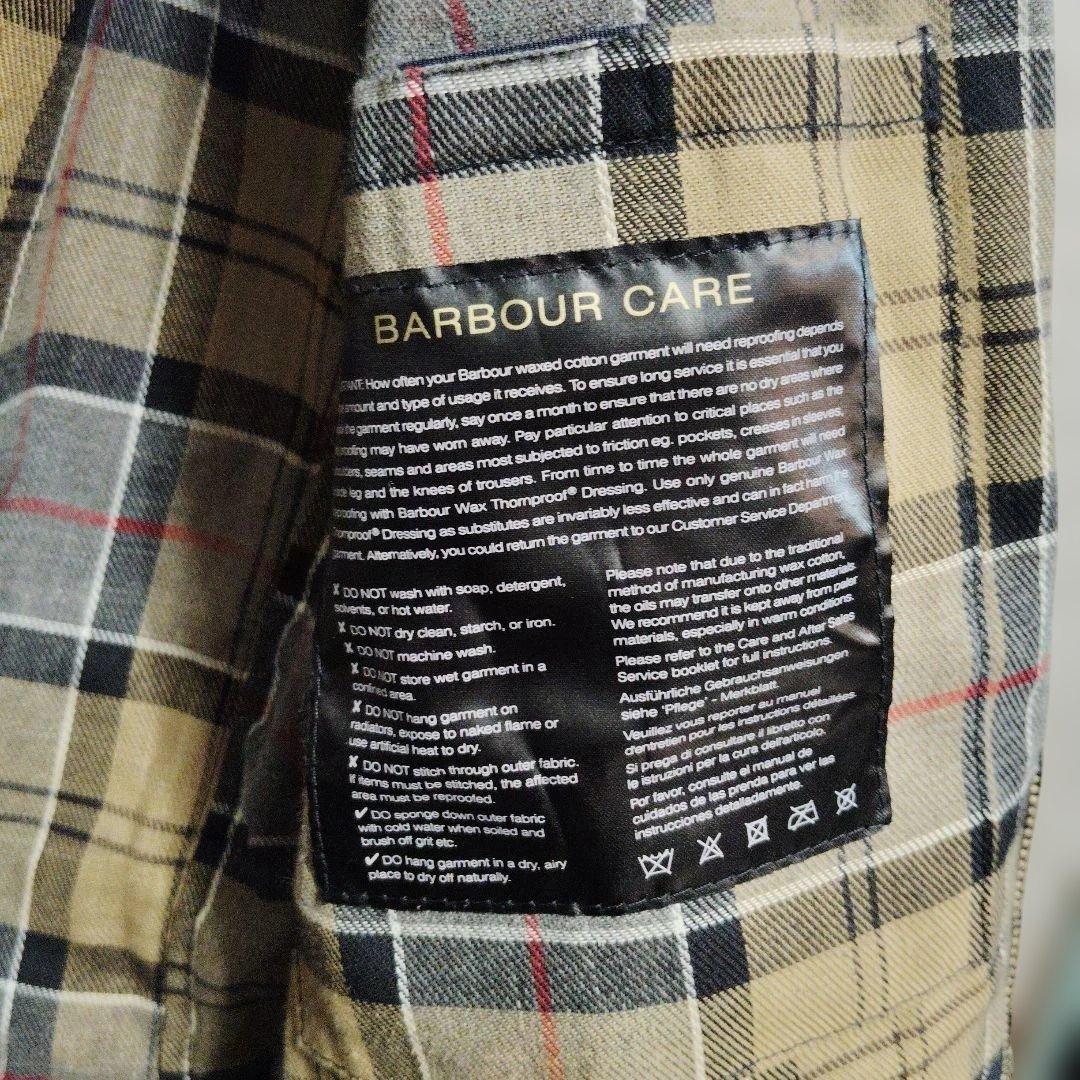 BARBOUR CARE
How often your Barbour waxed cotton garment will need reproofing depends
amount and type of usage it receives. To ensure long service it is essential that you
the garment regularly, say once a month to ensure that there are no dry areas where
may have worn away. Pay particular attention to critical places such as the
seams and areas most subjected to friction eg. pockets, creases in sleeves,
leg and the knees of trousers. From time to time the whole garment will need
with Barbour Wax Thornproof® Dressing. Use only genuine Barbour Wax
Dressing as substitutes are invariably less effective and can in fact harm the
Alternatively, you could return the garment to our Customer Service Department.
✗ DO NOT wash with soap, detergent,
solvents, or hot water.
✗ DO NOT dry clean, starch, or iron.
✗ DO NOT machine wash.
✗ DO NOT store wet garment in a
confined area.
✗ DO NOT hang garment on
radiators, expose to naked flame or
use artificial heat to dry.
✗ DO NOT stitch through outer fabric.
If items must be stitched, the affected
area must be reproofed.
✔ DO sponge down outer fabric
with cold water when soiled and
brush off grit etc.
✔ DO hang garment in a dry, airy
place to dry off naturally.
Please note that due to the traditional
method of manufacturing wax cotton,
the oils may transfer onto other materials
We recommend it is kept away from paler
materials, especially in warm conditions.
Please refer to the Care and After Sales
Service booklet for full instructions.
Ausführliche Gebrauchsanweisungen
siehe 'Pflege' - Merkblatt.
Veuillez vous reporter au manuel
d'entretien pour les instructions détaillées.
Si prega di consultare il libretto con
le istruzioni per la cura dell'articolo.
Por favor, consulte el manual de
cuidados de las prenda para ver las
instrucciones detalladamente.